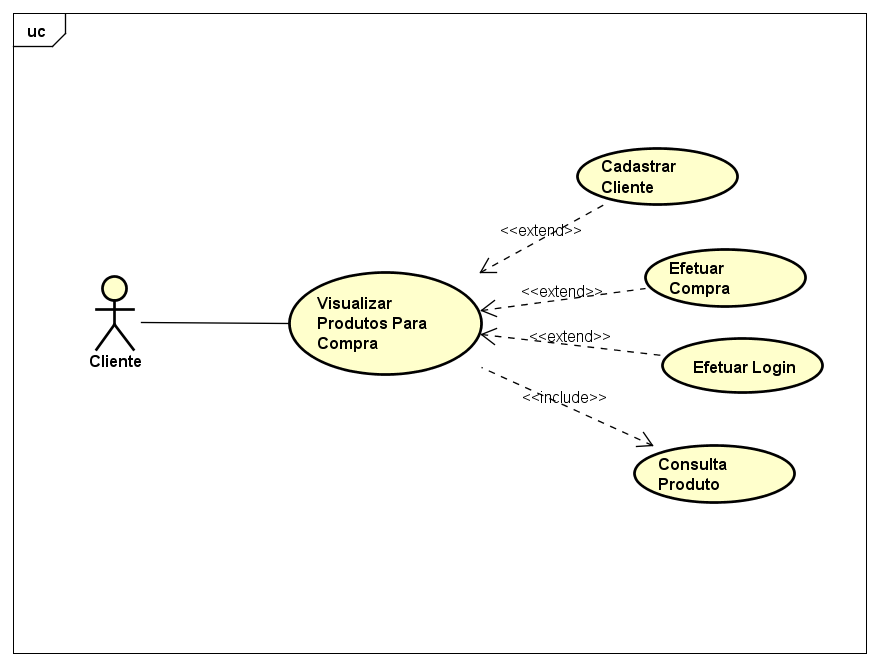 uc
Cadastrar
Cliente
<<extend>>
Efetuar
Compra
<<extend>>
Visualizar
Produtos Para
Compra
<<extend>>
Efetuar Login
Cliente
<<include>>
Consulta
Produto